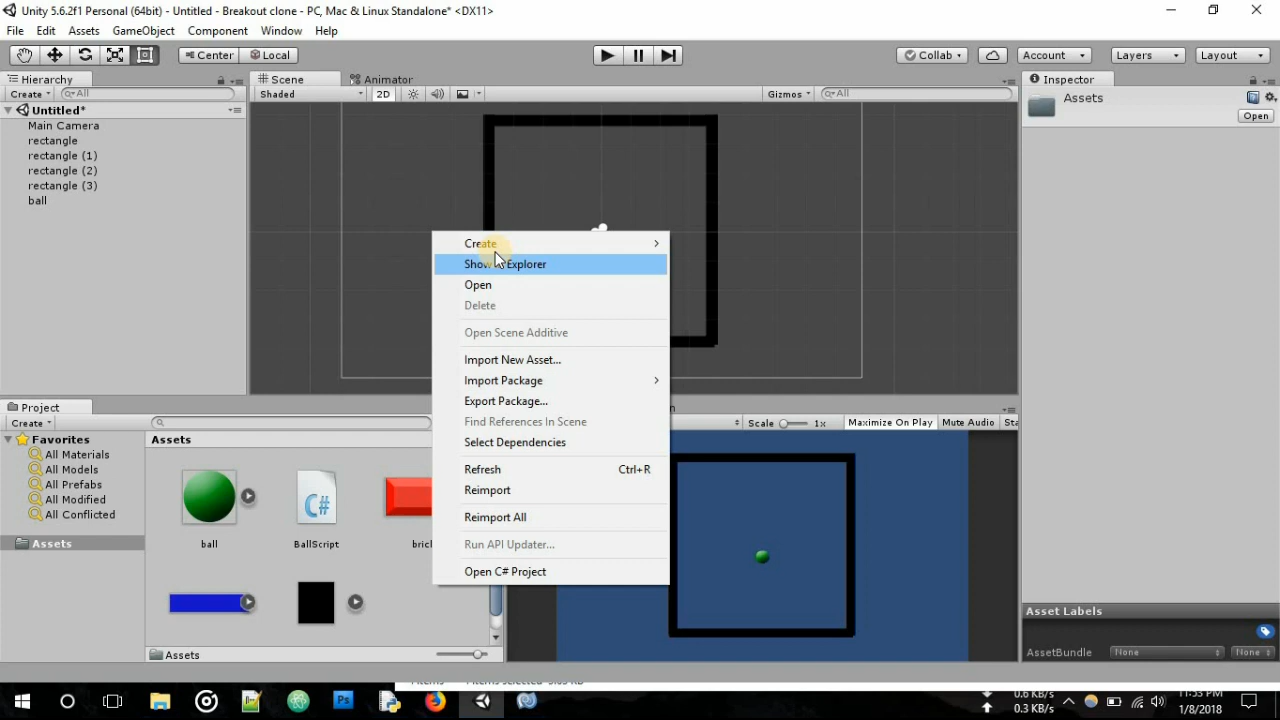 Unity 5.6.2f1 Personal (64bit) - Untitled - Breakout clone - PC, Mac & Linux Standalone* <DX11>
File Edit Assets GameObject Component Window Help
Center Local Collab Account Layers Layout
Hierarchy Scene Animator Inspector
Create All Shaded 2D Gizmos All Assets
Untitled* Open
Main Camera
rectangle
rectangle (1)
rectangle (2)
rectangle (3)
ball
Create
Show Explorer
Open
Delete
Open Scene Additive
Import New Asset...
Import Package
Export Package...
Find References In Scene
Select Dependencies
Refresh Ctrl+R
Reimport
Reimport All
Run API Updater...
Open C# Project
Project
Create Scale 1x Maximize On Play Mute Audio
Favorites Assets
All Materials
All Models
All Prefabs
All Modified
All Conflicted
Assets
C#
ball BallScript
Assets
Asset Labels
AssetBundle None None
0.6 KB/s
0.3 KB/s
11:53 PM
1/8/2018
Ps